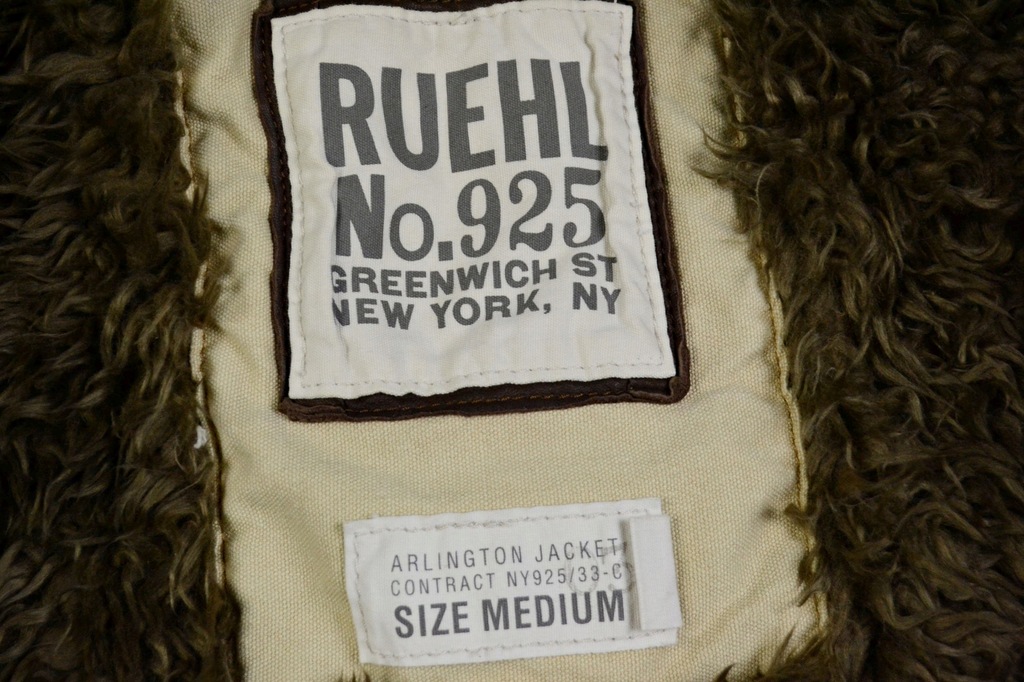 RUEHL
No.925
GREENWICH ST
NEW YORK, NY
ARLINGTON JACKET
CONTRACT NY925/33-C
SIZE MEDIUM